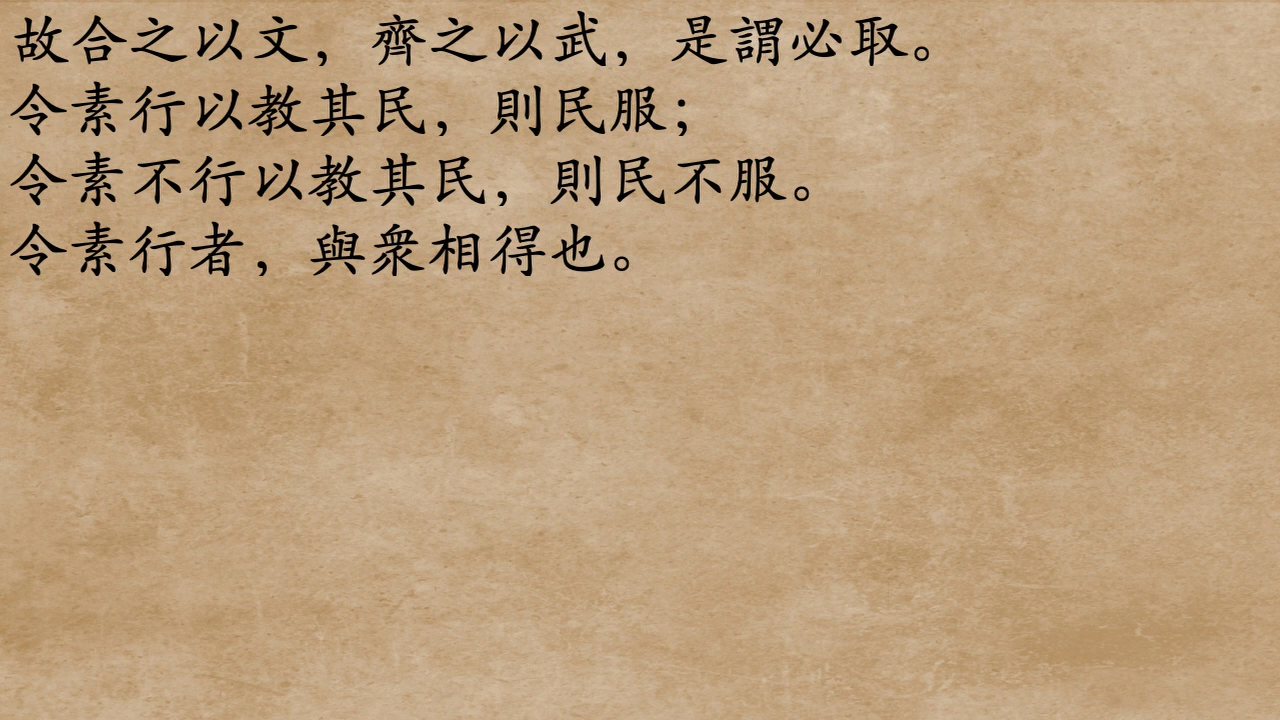 故合之以文，齊之以武，是謂必取。
令素行以教其民，則民服；
令素不行以教其民，則民不服。
令素行者，與衆相得也。